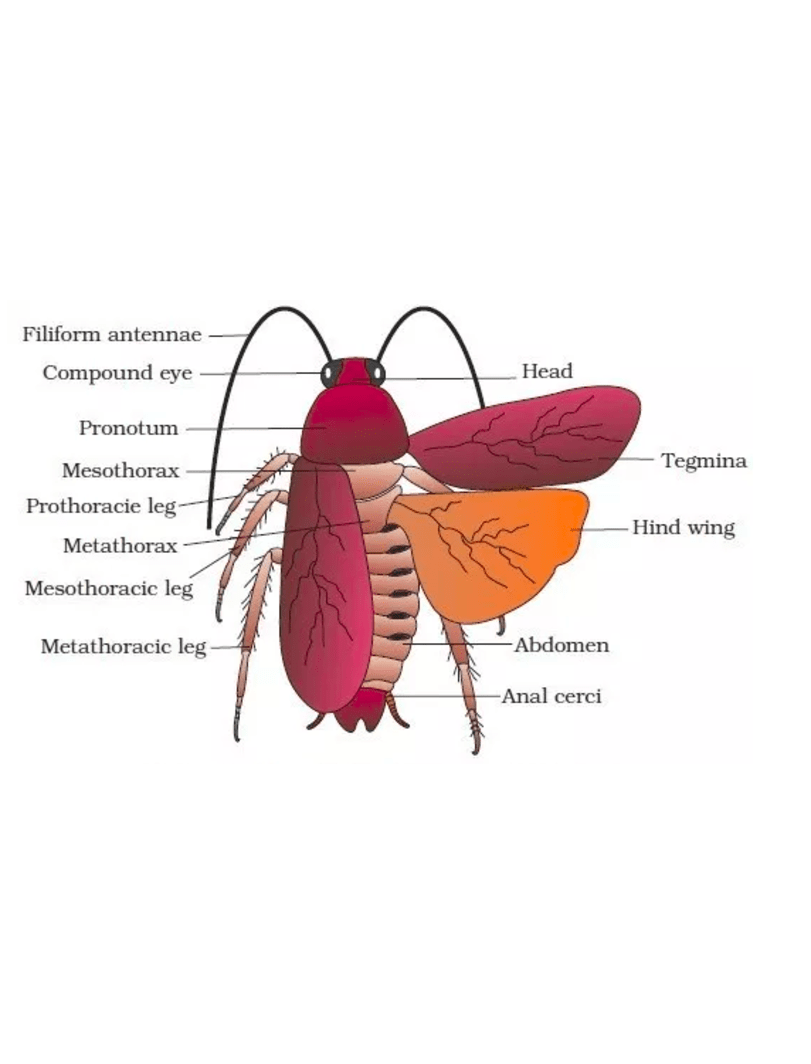 Filiform antennae
Compound eye
Head
Pronotum
Tegmina
Mesothorax
Prothoracie leg
Hind wing
Metathorax
Mesothoracic leg
Metathoracic leg
Abdomen
Anal cerci